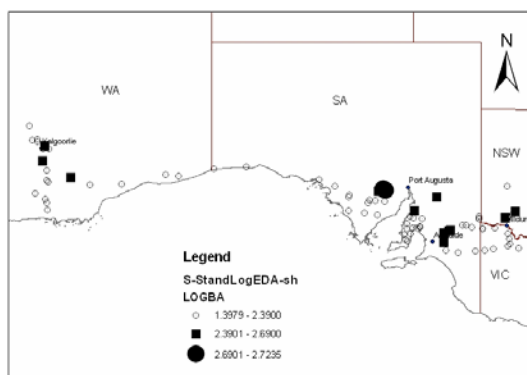 N
WA
SA
NSW
Kalgoorlie
Port Augusta
VIC
Legend
S-StandLogEDA-sh
LOGBA
1.3979 - 2.3900
2.3901 - 2.6900
2.6901 - 2.7235